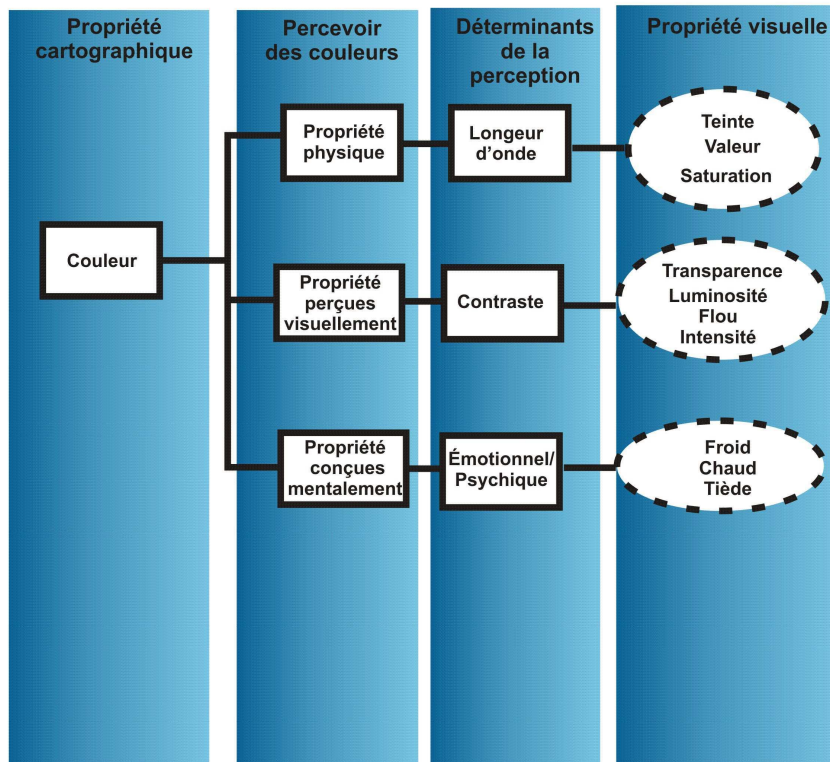 Propriété
cartographique
Percevoir
des couleurs
Déterminants
de la
perception
Propriété visuelle
Couleur
Propriété
physique
Longeur
d'onde
Teinte
Valeur
Saturation
Propriété
perçues
visuellement
Contraste
Transparence
Luminosité
Flou
Intensité
Propriété
conçues
mentalement
Émotionnel/
Psychique
Froid
Chaud
Tiède